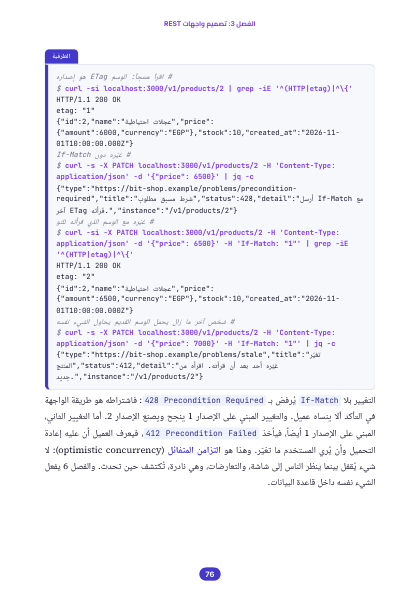 الفصل 3: تصميم واجهات REST
الطرفية
# اقرأ منتجاً: الوسم ETag هو إصداره
$ curl -si localhost:3000/v1/products/2 | grep -iE '^(HTTP|etag)|^\{'
HTTP/1.1 200 OK
etag: "1"
{"id":2,"name":"عجلات احتياطية","price":
{"amount":6000,"currency":"EGP"},"stock":10,"created_at":"2026-11-
01T10:00:00.000Z"}
# غيّره بدون If-Match
$ curl -s -X PATCH localhost:3000/v1/products/2 -H 'Content-Type:
application/json' -d '{"price": 6500}' | jq -c
{"type":"https://bit-shop.example/problems/precondition-
required","title":"شرط مسبق مطلوب","status":428,"detail":"أرسل If-Match مع
آخر ETag قرأته.","instance":"/v1/products/2"}
# غيّره مع الوسم الذي قرأته للتو
$ curl -si -X PATCH localhost:3000/v1/products/2 -H 'Content-Type:
application/json' -d '{"price": 6500}' -H 'If-Match: "1"' | grep -iE
'^(HTTP|etag)|^\{'
HTTP/1.1 200 OK
etag: "2"
{"id":2,"name":"عجلات احتياطية","price":
{"amount":6500,"currency":"EGP"},"stock":10,"created_at":"2026-11-
01T10:00:00.000Z"}
# شخص آخر ما زال يحمل الوسم القديم يحاول الشيء نفسه
$ curl -s -X PATCH localhost:3000/v1/products/2 -H 'Content-Type:
application/json' -d '{"price": 7000}' -H 'If-Match: "1"' | jq -c
{"type":"https://bit-shop.example/problems/stale","title":"تغيّر
المنتج","status":412,"detail":"غيّره أحد بعد أن قرأته. اقرأه من
جديد.","instance":"/v1/products/2"}
التغيير بلا If-Match يُرفض بـ 428 Precondition Required: فاشتراطه هو طريقة الواجهة
في التأكد ألا ينساه عميل. والتغيير المبني على الإصدار 1 ينجح ويصنع الإصدار 2. أما التغيير الثاني،
المبني على الإصدار 1 أيضاً، فيأخذ 412 Precondition Failed، فيعرف العميل أن عليه إعادة
التحميل وأن يُري المستخدم ما تغيّر. وهذا هو التزامن المتفائل (optimistic concurrency): لا
شيء يُقفل بينما ينظر الناس إلى شاشة، والتعارضات، وهي نادرة، تُكتشف حين تحدث. والفصل 6 يفعل
الشيء نفسه داخل قاعدة البيانات.
76